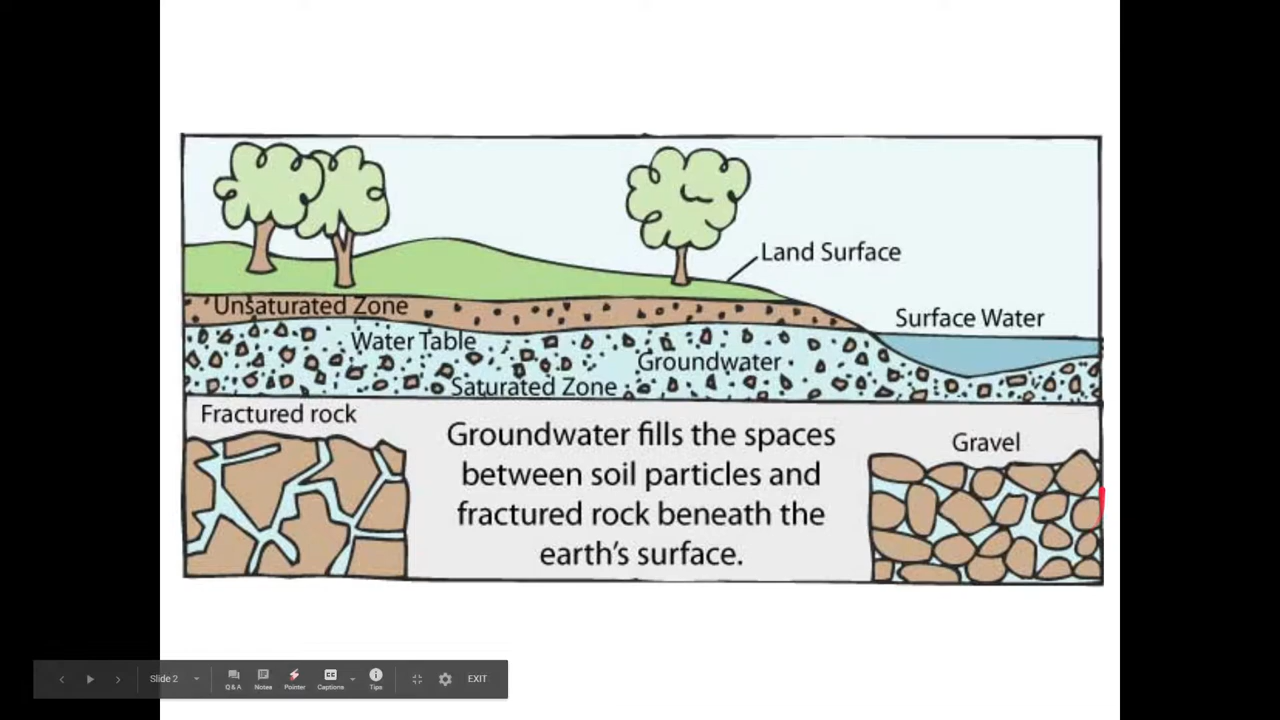 Land Surface
Unsaturated Zone
Surface Water
Water Table
Groundwater
Saturated Zone
Fractured rock
Groundwater fills the spaces
between soil particles and
fractured rock beneath the
earth's surface.
Gravel
Slide 2
Q & A
Notes
Pointer
CC
Captions
Tips
EXIT